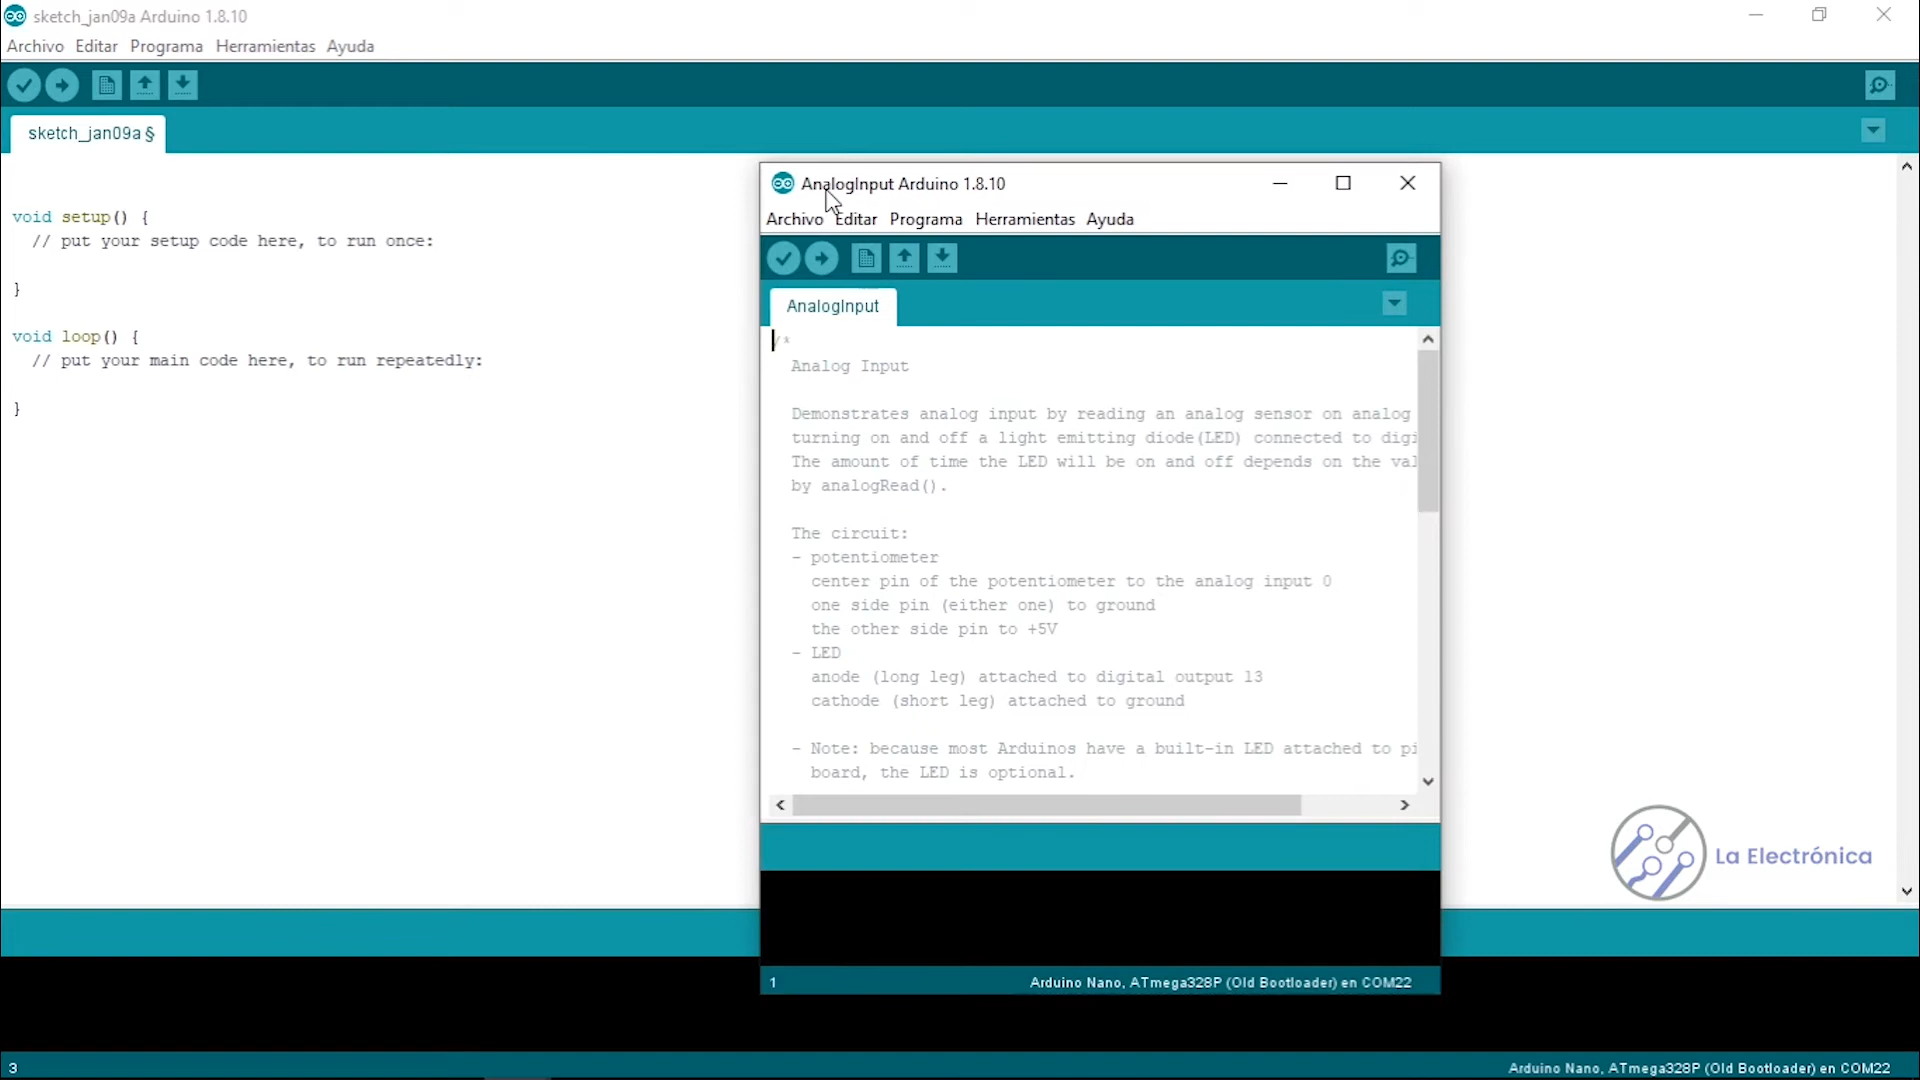 sketch_jan09a Arduino 1.8.10
Archivo Editar Programa Herramientas Ayuda
sketch_jan09a §
void setup() {
// put your setup code here, to run once:
}
void loop() {
// put your main code here, to run repeatedly:
}
AnalogInput Arduino 1.8.10
Archivo Editar Programa Herramientas Ayuda
AnalogInput
/*
Analog Input
Demonstrates analog input by reading an analog sensor on analog
turning on and off a light emitting diode(LED) connected to digi
The amount of time the LED will be on and off depends on the val
by analogRead().
The circuit:
- potentiometer
center pin of the potentiometer to the analog input 0
one side pin (either one) to ground
the other side pin to +5V
- LED
anode (long leg) attached to digital output 13
cathode (short leg) attached to ground
- Note: because most Arduinos have a built-in LED attached to pi
board, the LED is optional.
1 Arduino Nano, ATmega328P (Old Bootloader) en COM22
La Electrónica
3 Arduino Nano, ATmega328P (Old Bootloader) en COM22